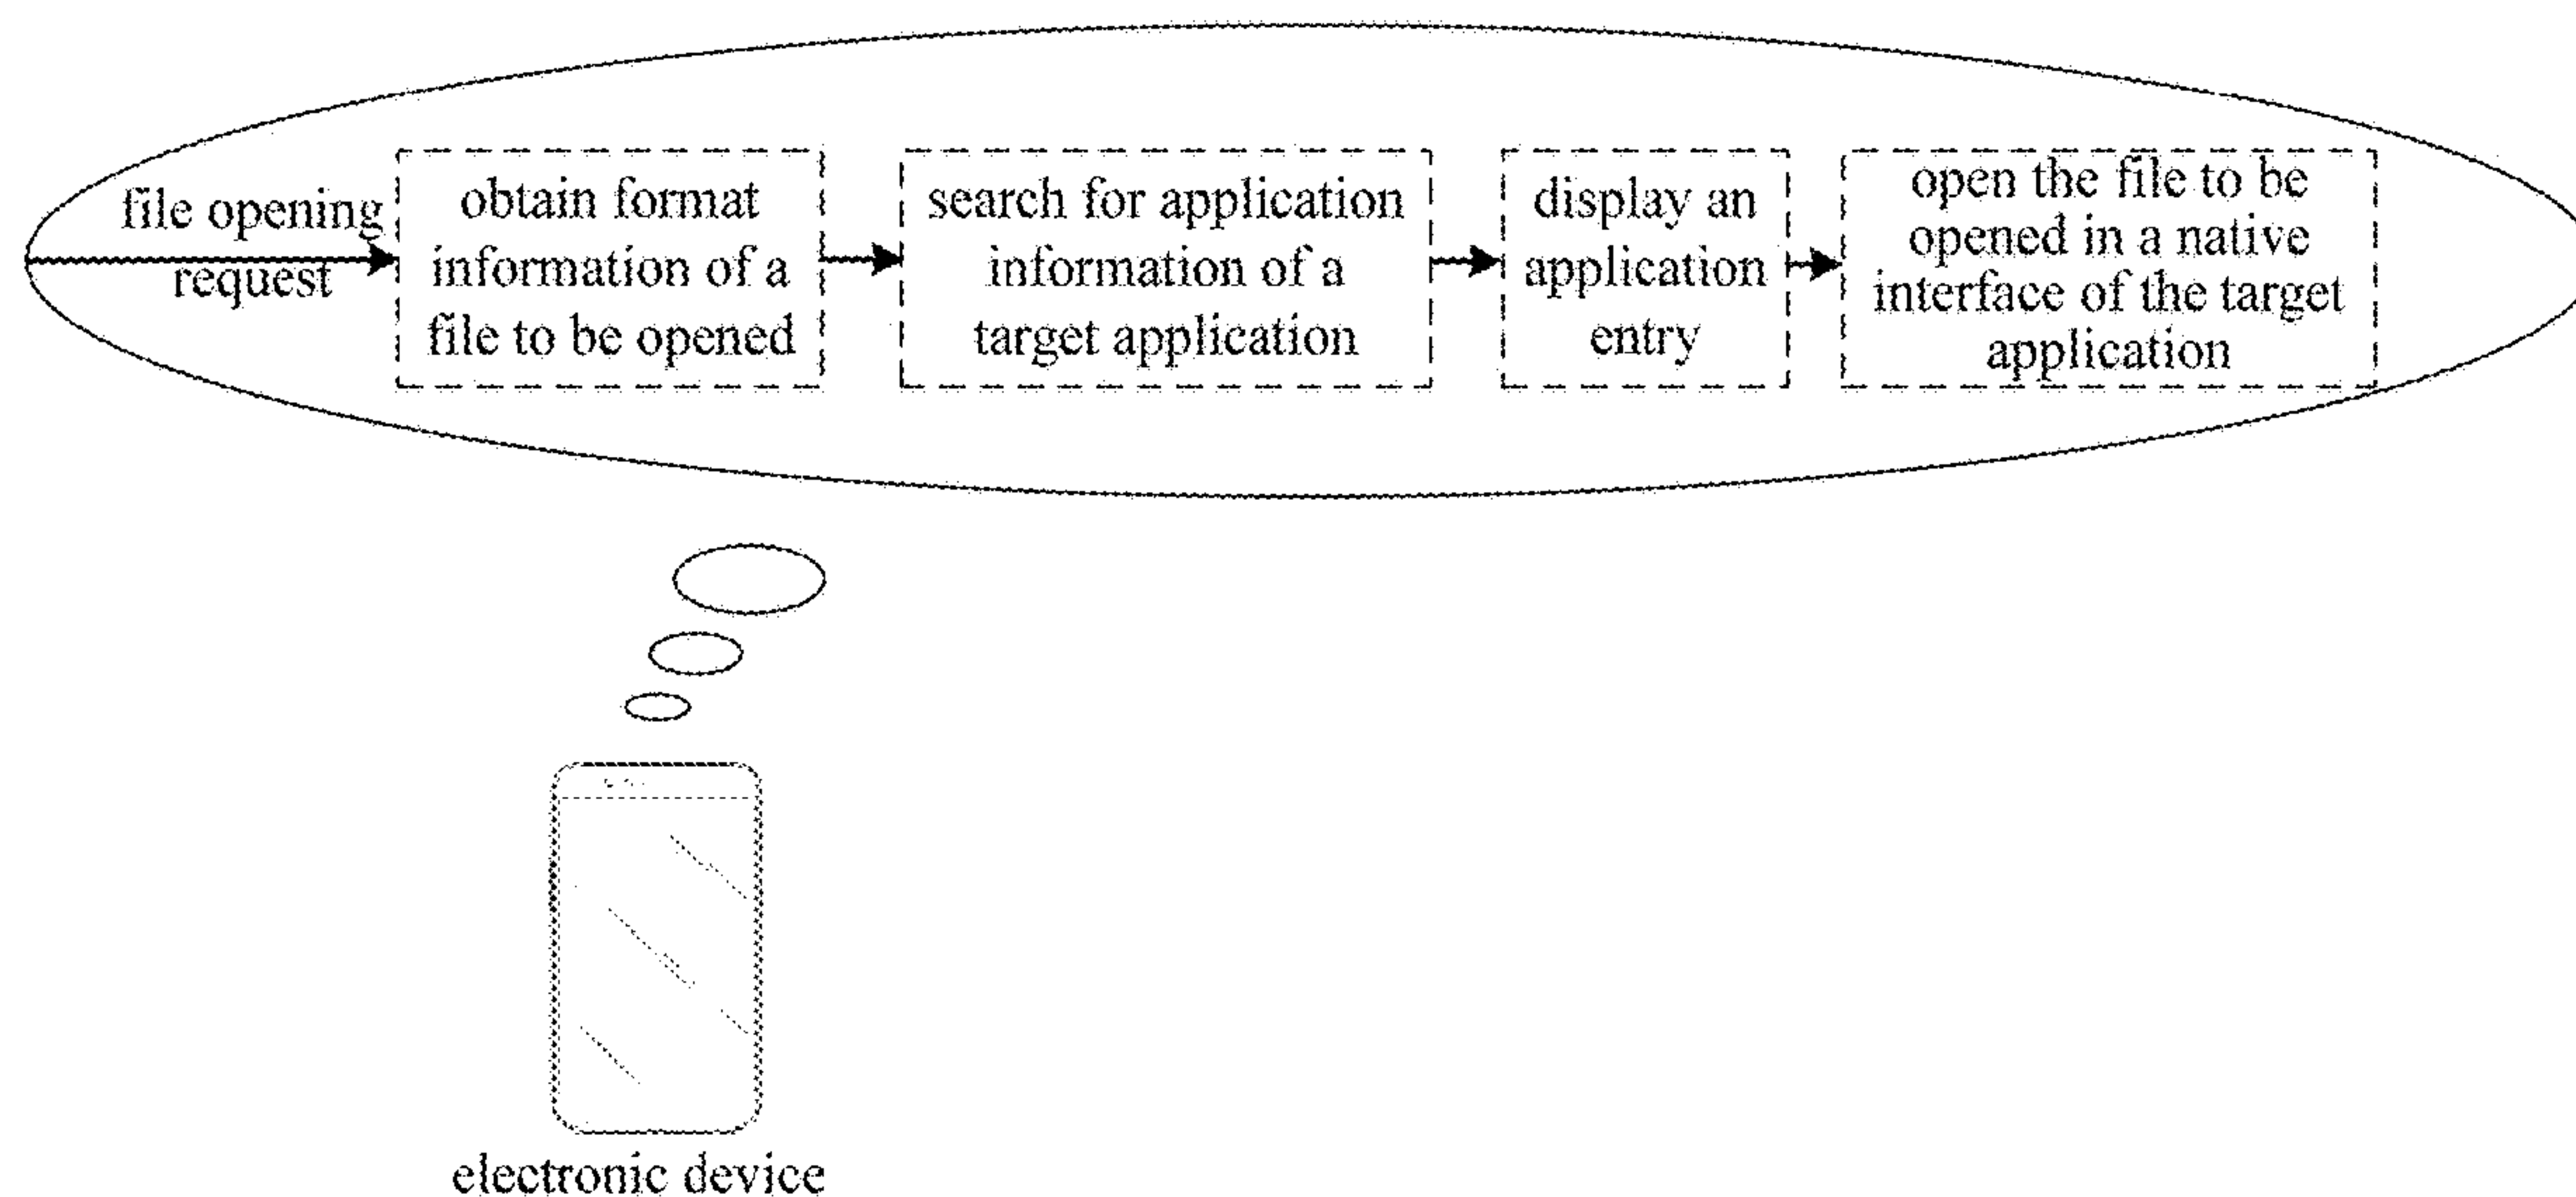 file opening
request
obtain format
information of a
file to be opened
search for application
information of a
target application
display an
application
entry
open the file to be
opened in a native
interface of the target
application
electronic device